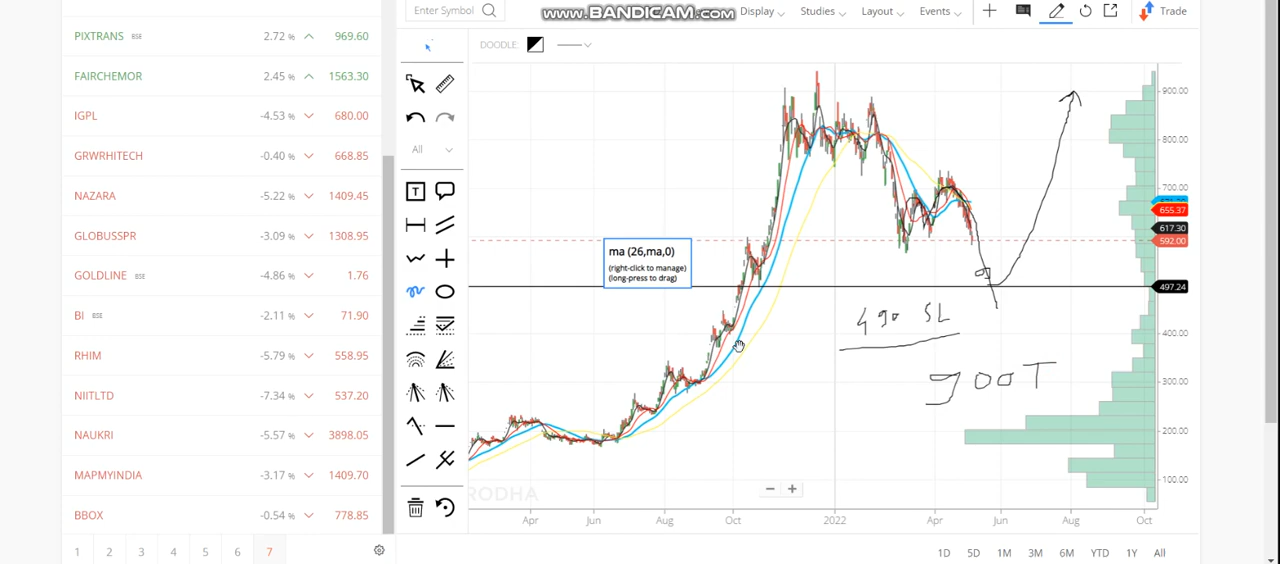 Enter Symbol
www.BANDICAM.com
Display
Studies
Layout
Events
Trade
DOODLE:
PIXTRANS BSE 2.72 % 969.60
FAIRCHEMOR 2.45 % 1563.30
IGPL -4.53 % 680.00
GRWRHITECH -0.40 % 668.85
NAZARA -5.22 % 1409.45
GLOBUSSPR -3.09 % 1308.95
GOLDLINE -4.86 % 1.76
BI BSE -2.11 % 71.90
RHIM -5.79 % 558.95
NIITLTD -7.34 % 537.20
NAUKRI -5.57 % 3898.05
MAPMYINDIA -3.17 % 1409.70
BBOX -0.54 % 778.85
1 2 3 4 5 6 7
All
T
ma (26,ma,0)
(right-click to manage)
(long-press to drag)
490 SL
900T
900.00
800.00
700.00
655.37
617.30
592.00
497.24
400.00
300.00
200.00
100.00
RODHA
Apr Jun Aug Oct 2022 Apr Jun Aug Oct
1D 5D 1M 3M 6M YTD 1Y All